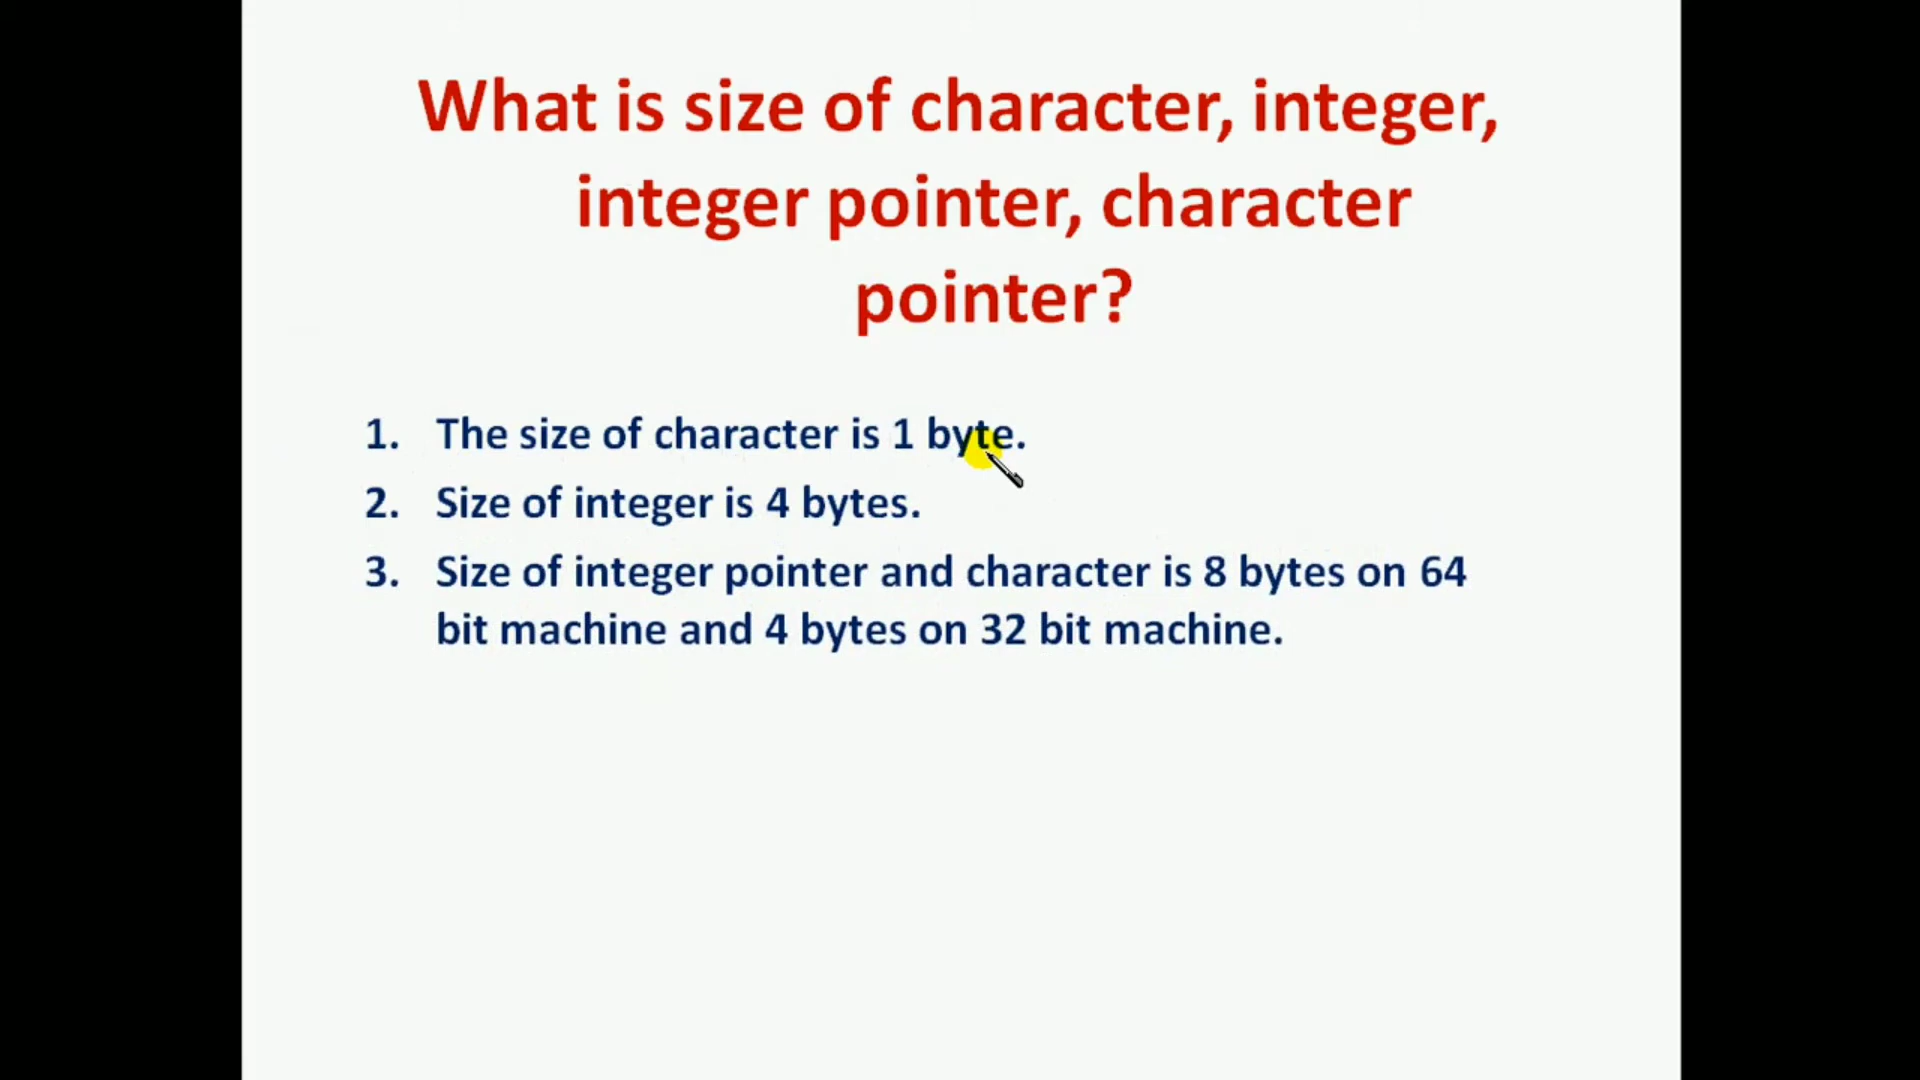 What is size of character, integer,
integer pointer, character
pointer?
1. The size of character is 1 byte.
2. Size of integer is 4 bytes.
3. Size of integer pointer and character is 8 bytes on 64
bit machine and 4 bytes on 32 bit machine.